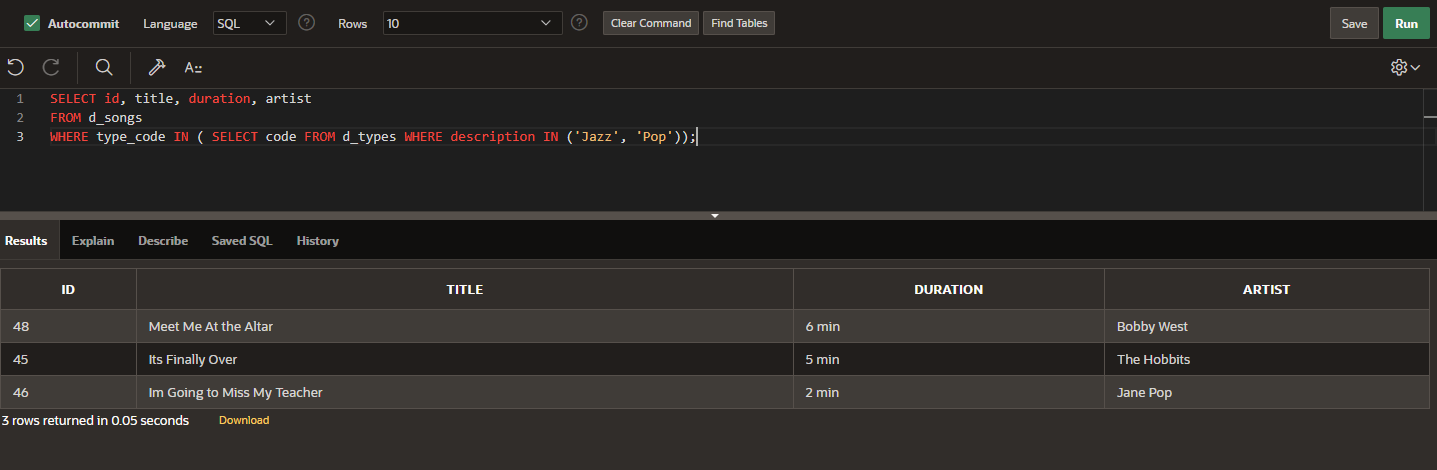 Autocommit Language SQL Rows 10 Clear Command Find Tables Save Run
A::
1 SELECT id, title, duration, artist
2 FROM d_songs
3 WHERE type_code IN ( SELECT code FROM d_types WHERE description IN ('Jazz', 'Pop'));
Results Explain Describe Saved SQL History
ID TITLE DURATION ARTIST
48 Meet Me At the Altar 6 min Bobby West
45 Its Finally Over 5 min The Hobbits
46 Im Going to Miss My Teacher 2 min Jane Pop
3 rows returned in 0.05 seconds Download